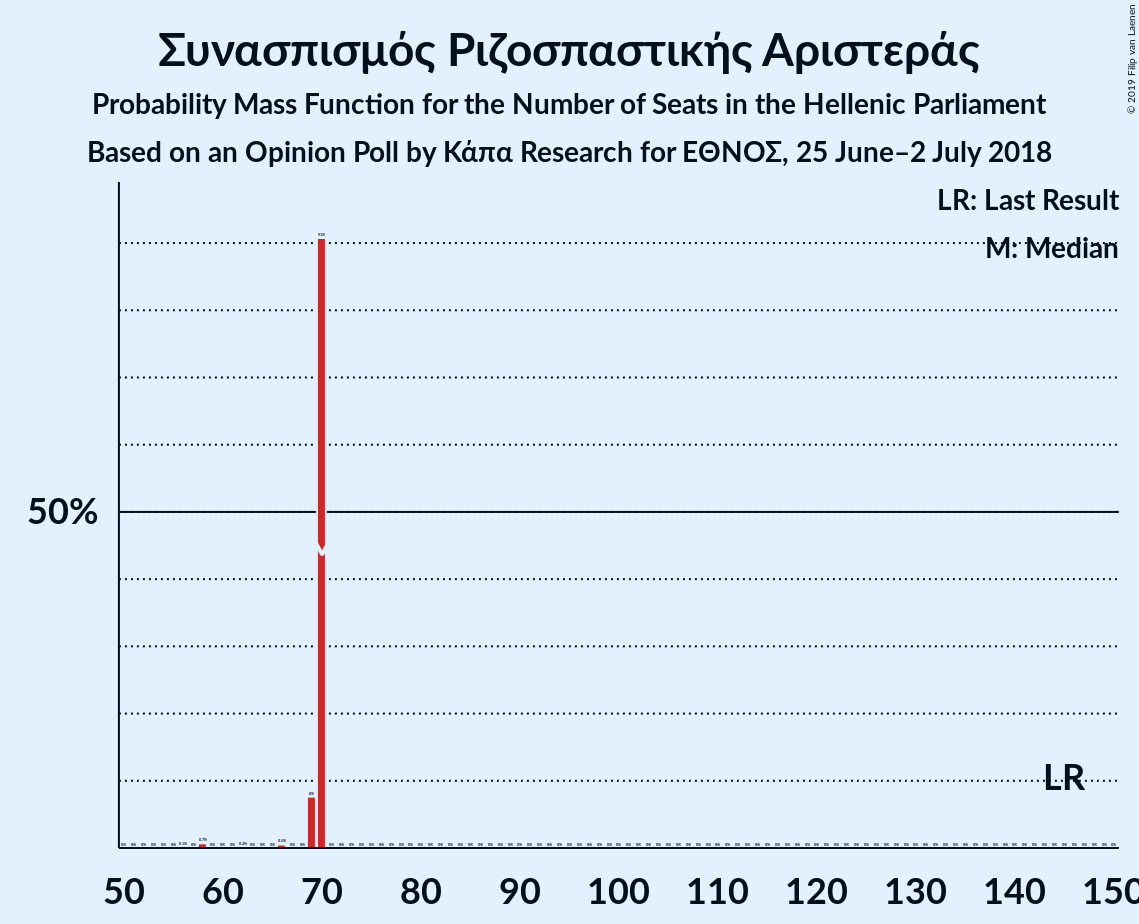 Συνασπισμός Ριζοσπαστικής Αριστεράς
Probability Mass Function for the Number of Seats in the Hellenic Parliament
Based on an Opinion Poll by Κάπα Research for ΕΘΝΟΣ, 25 June–2 July 2018
© 2019 Filip van Laenen
LR: Last Result
M: Median
50%
LR
50 60 70 80 90 100 110 120 130 140 150